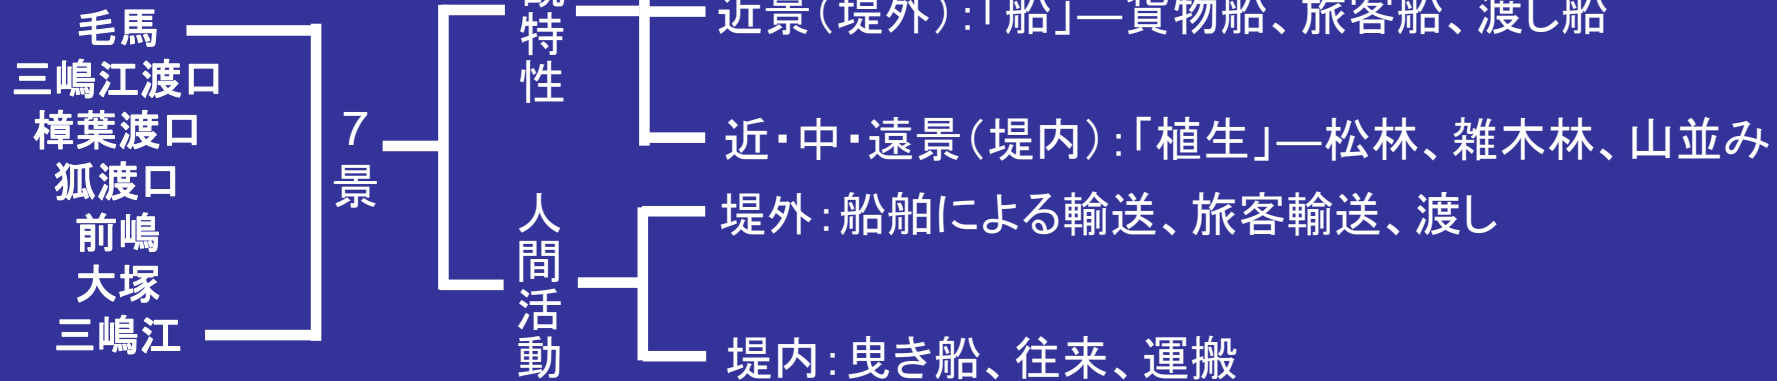 毛馬
三嶋江渡口
樟葉渡口
狐渡口
前嶋
大塚
三嶋江
7景
特性
近景（堤外）：「船」―貨物船、旅客船、渡し船
近・中・遠景（堤内）：「植生」―松林、雑木林、山並み
人間活動
堤外：船舶による輸送、旅客輸送、渡し
堤内：曳き船、往来、運搬